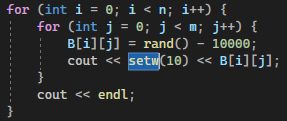 for (int i = 0; i < n; i++) {
for (int j = 0; j < m; j++) {
B[i][j] = rand() - 10000;
cout << setw(10) << B[i][j];
}
cout << endl;
}